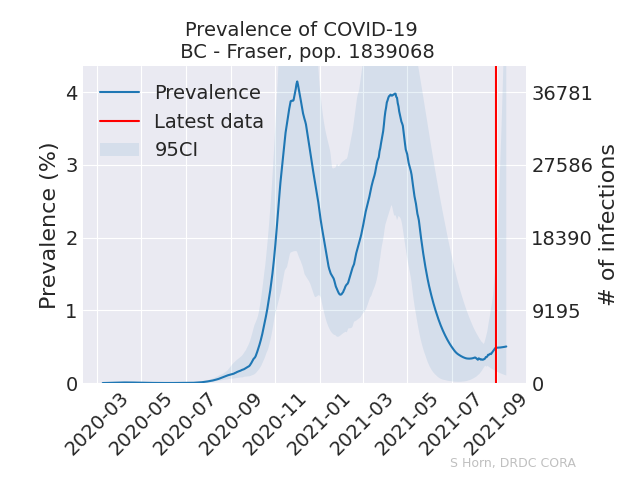 Prevalence of COVID-19
BC - Fraser, pop. 1839068
Prevalence
Latest data
95CI
Prevalence (%)
4
3
2
1
0
# of infections
36781
27586
18390
9195
0
2020-03
2020-05
2020-07
2020-09
2020-11
2021-01
2021-03
2021-05
2021-07
2021-09
S Horn, DRDC CORA